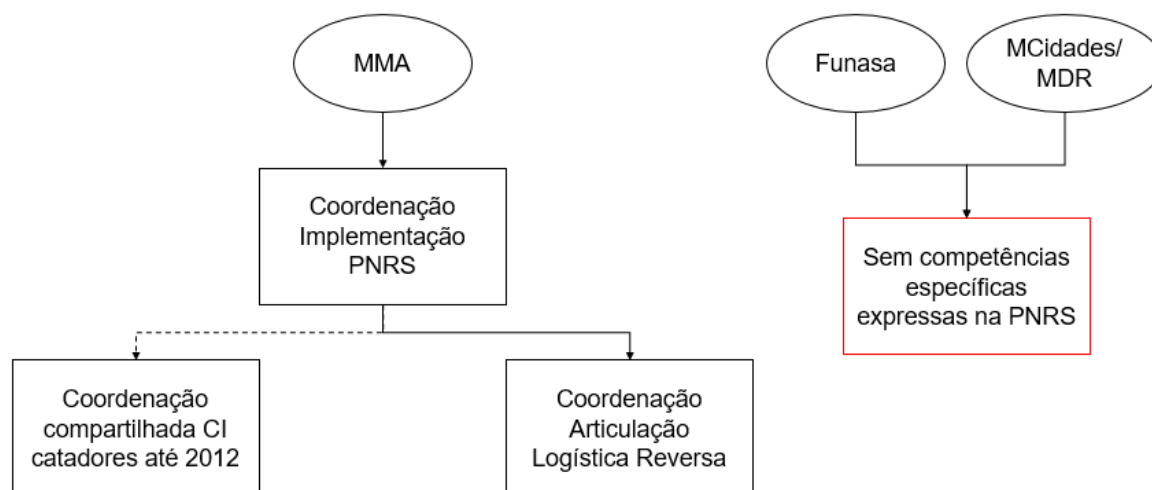 MMA
Funasa
MCidades/
MDR
Coordenação
Implementação
PNRS
Sem competências
específicas
expressas na PNRS
Coordenação
compartilhada CI
catadores até 2012
Coordenação
Articulação
Logística Reversa